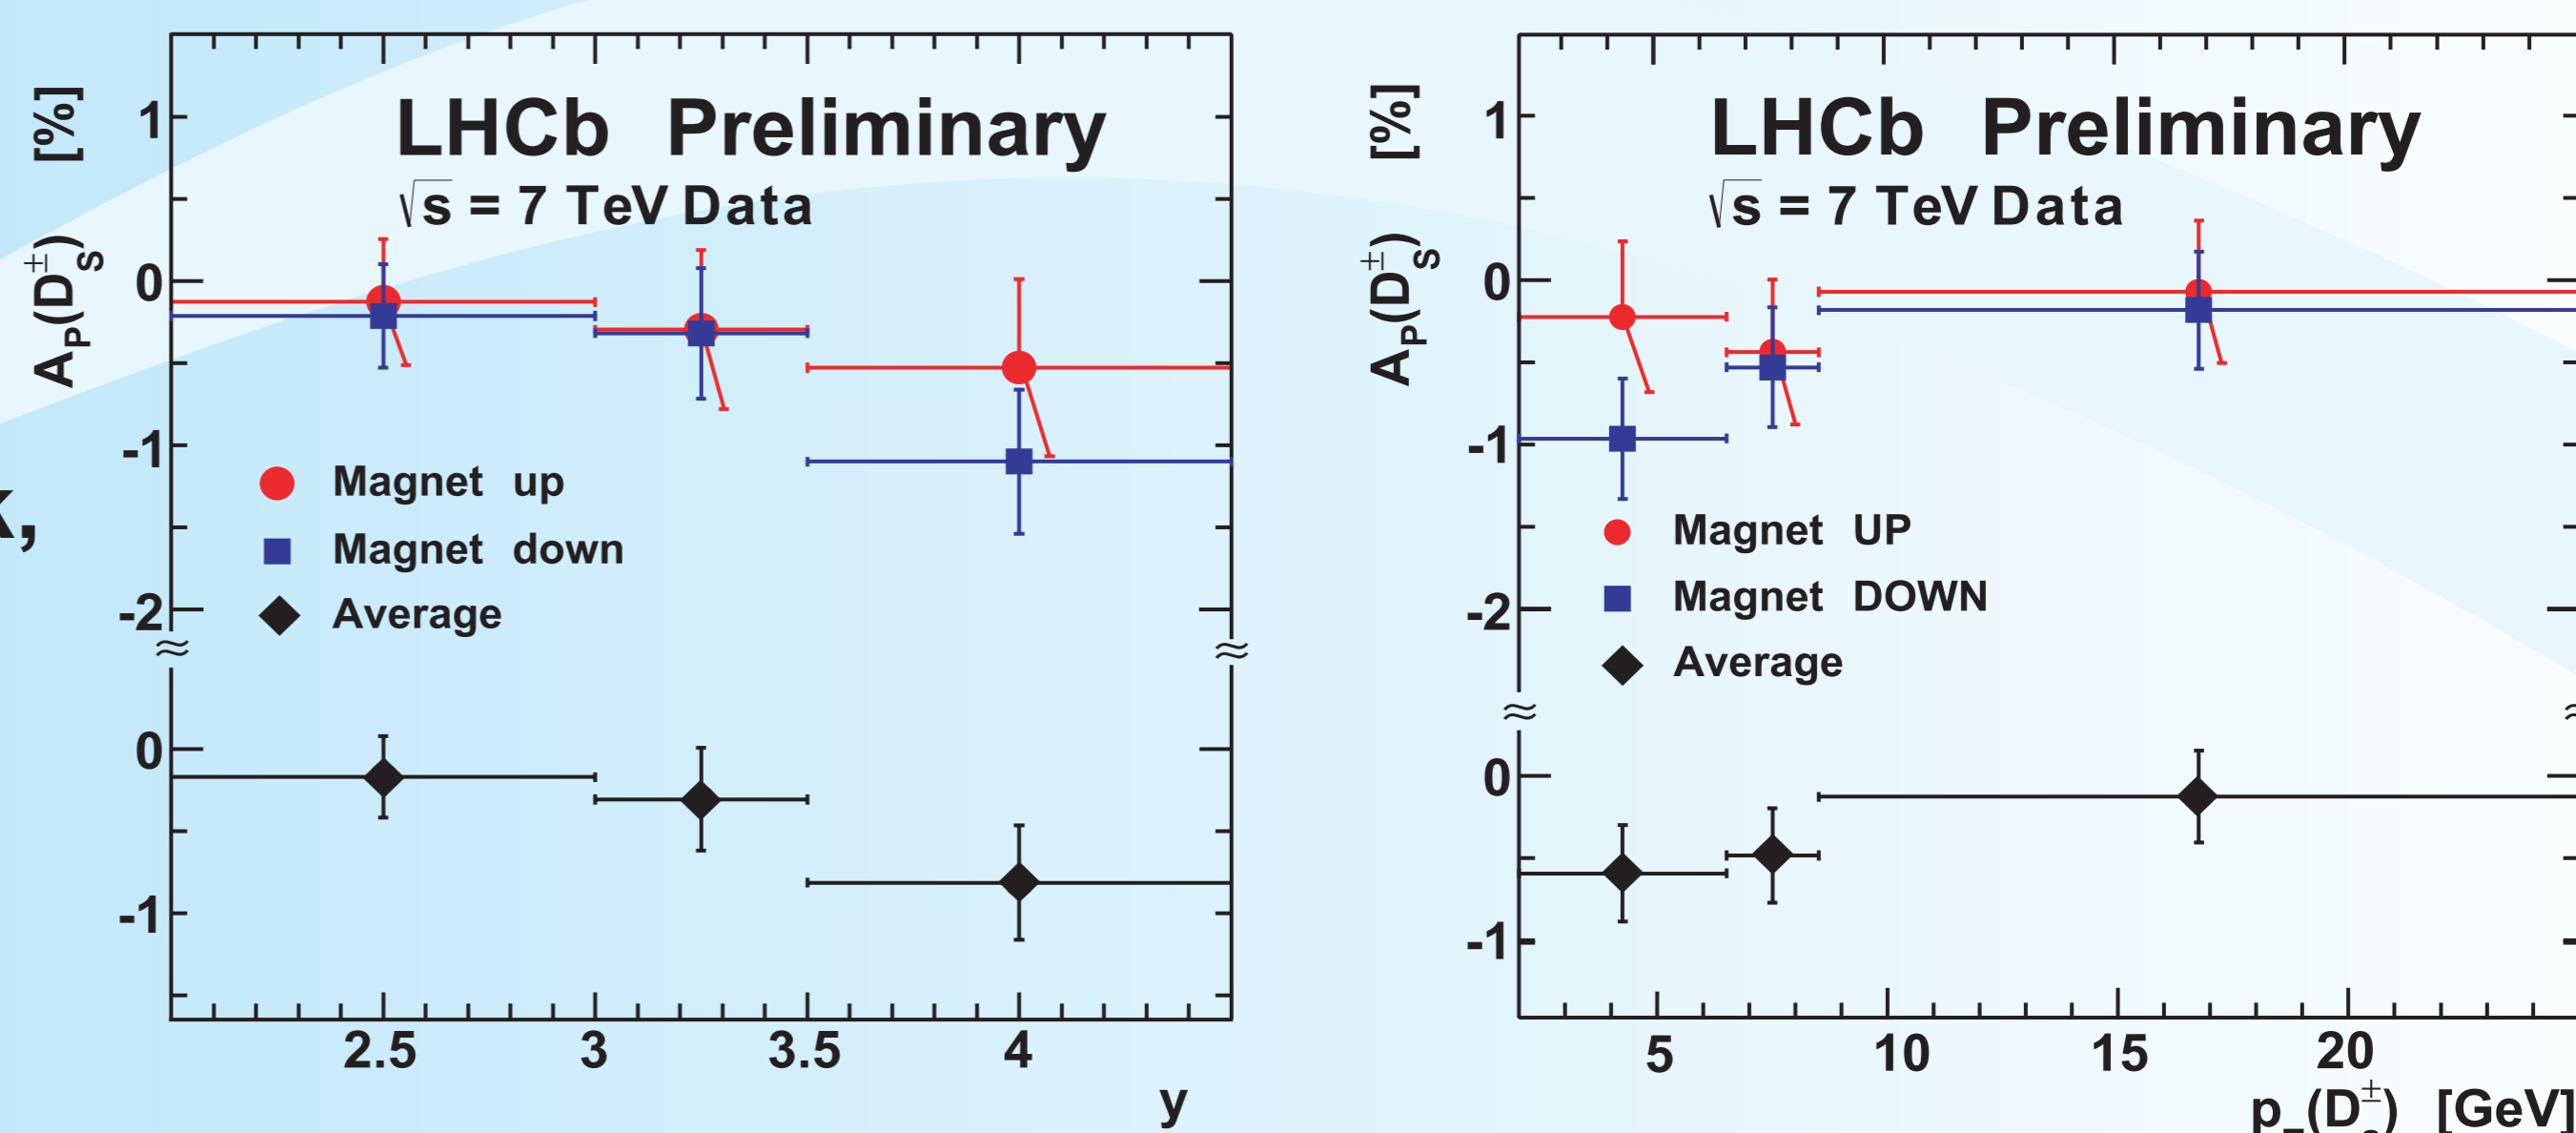 LHCb Preliminary
√s = 7 TeV Data
A_P(D_S^±) [%]
1
0
-1
-2
Magnet up
Magnet down
Average
0
-1
2.5 3 3.5 4
y
k,
LHCb Preliminary
√s = 7 TeV Data
A_P(D_S^±) [%]
1
0
-1
-2
Magnet UP
Magnet DOWN
Average
0
-1
5 10 15 20